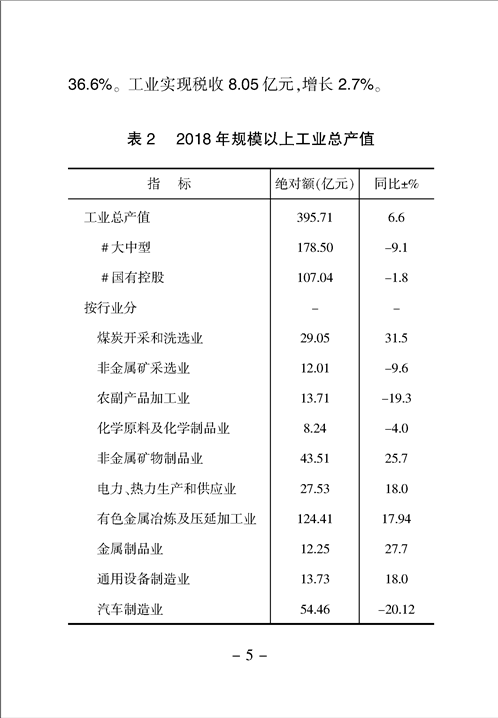 36.6%。工业实现税收 8.05 亿元，增长 2.7%。
表 2 2018 年规模以上工业总产值
指 标 绝对额(亿元) 同比±%
工业总产值 395.71 6.6
#大中型 178.50 –9.1
#国有控股 107.04 –1.8
按行业分 – –
煤炭开采和洗选业 29.05 31.5
非金属矿采选业 12.01 –9.6
农副产品加工业 13.71 –19.3
化学原料及化学制品业 8.24 –4.0
非金属矿物制品业 43.51 25.7
电力、热力生产和供应业 27.53 18.0
有色金属冶炼及压延加工业 124.41 17.94
金属制品业 12.25 27.7
通用设备制造业 13.73 18.0
汽车制造业 54.46 –20.12
– 5 –